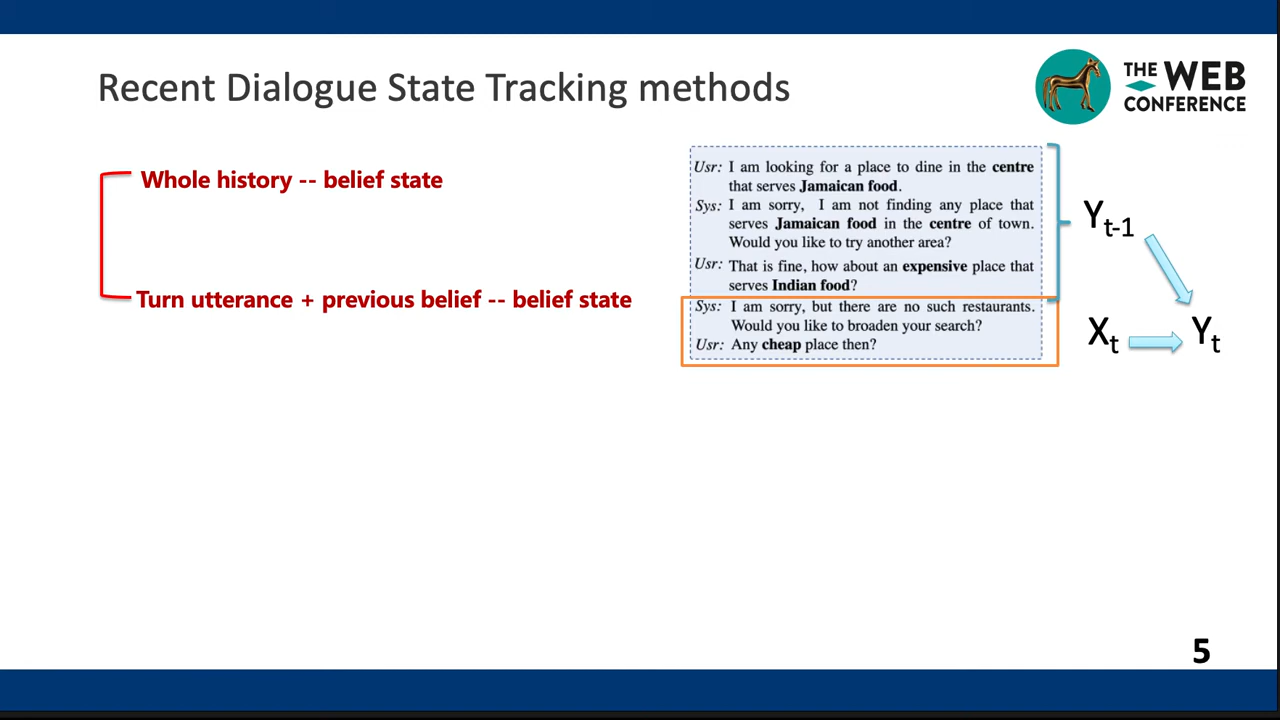 Recent Dialogue State Tracking methods
THE WEB
CONFERENCE
Whole history -- belief state
Turn utterance + previous belief -- belief state
Usr: I am looking for a place to dine in the centre
that serves Jamaican food.
Sys: I am sorry, I am not finding any place that
serves Jamaican food in the centre of town.
Would you like to try another area?
Usr: That is fine, how about an expensive place that
serves Indian food?
Sys: I am sorry, but there are no such restaurants.
Would you like to broaden your search?
Usr: Any cheap place then?
Yt-1
Xt
Yt
5